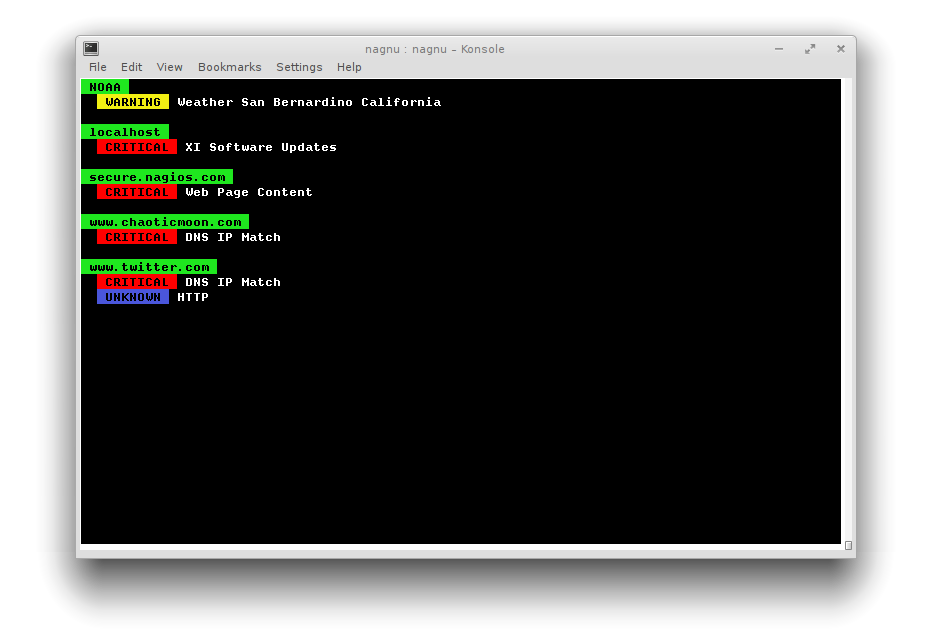 nagnu : nagnu – Konsole
File Edit View Bookmarks Settings Help
NOAA
WARNING Weather San Bernardino California
localhost
CRITICAL XI Software Updates
secure.nagios.com
CRITICAL Web Page Content
www.chaoticmoon.com
CRITICAL DNS IP Match
www.twitter.com
CRITICAL DNS IP Match
UNKNOWN HTTP